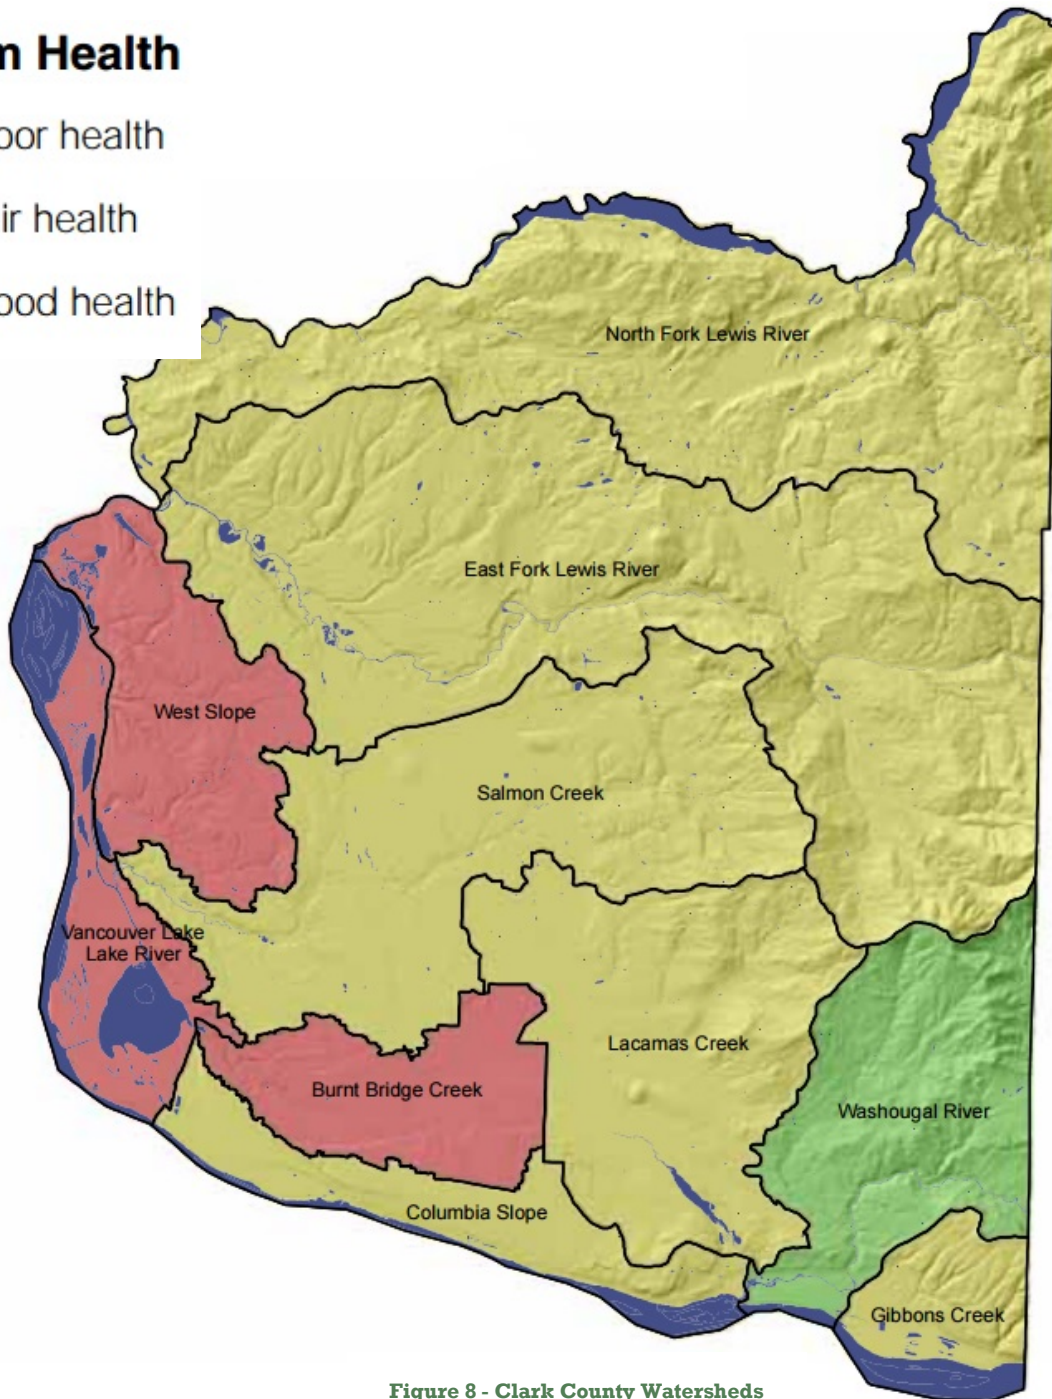 m Health
oor health
ir health
ood health
North Fork Lewis River
East Fork Lewis River
West Slope
Salmon Creek
Vancouver Lake
Lake River
Lacamas Creek
Burnt Bridge Creek
Washougal River
Columbia Slope
Gibbons Creek
Figure 8 - Clark County Watersheds